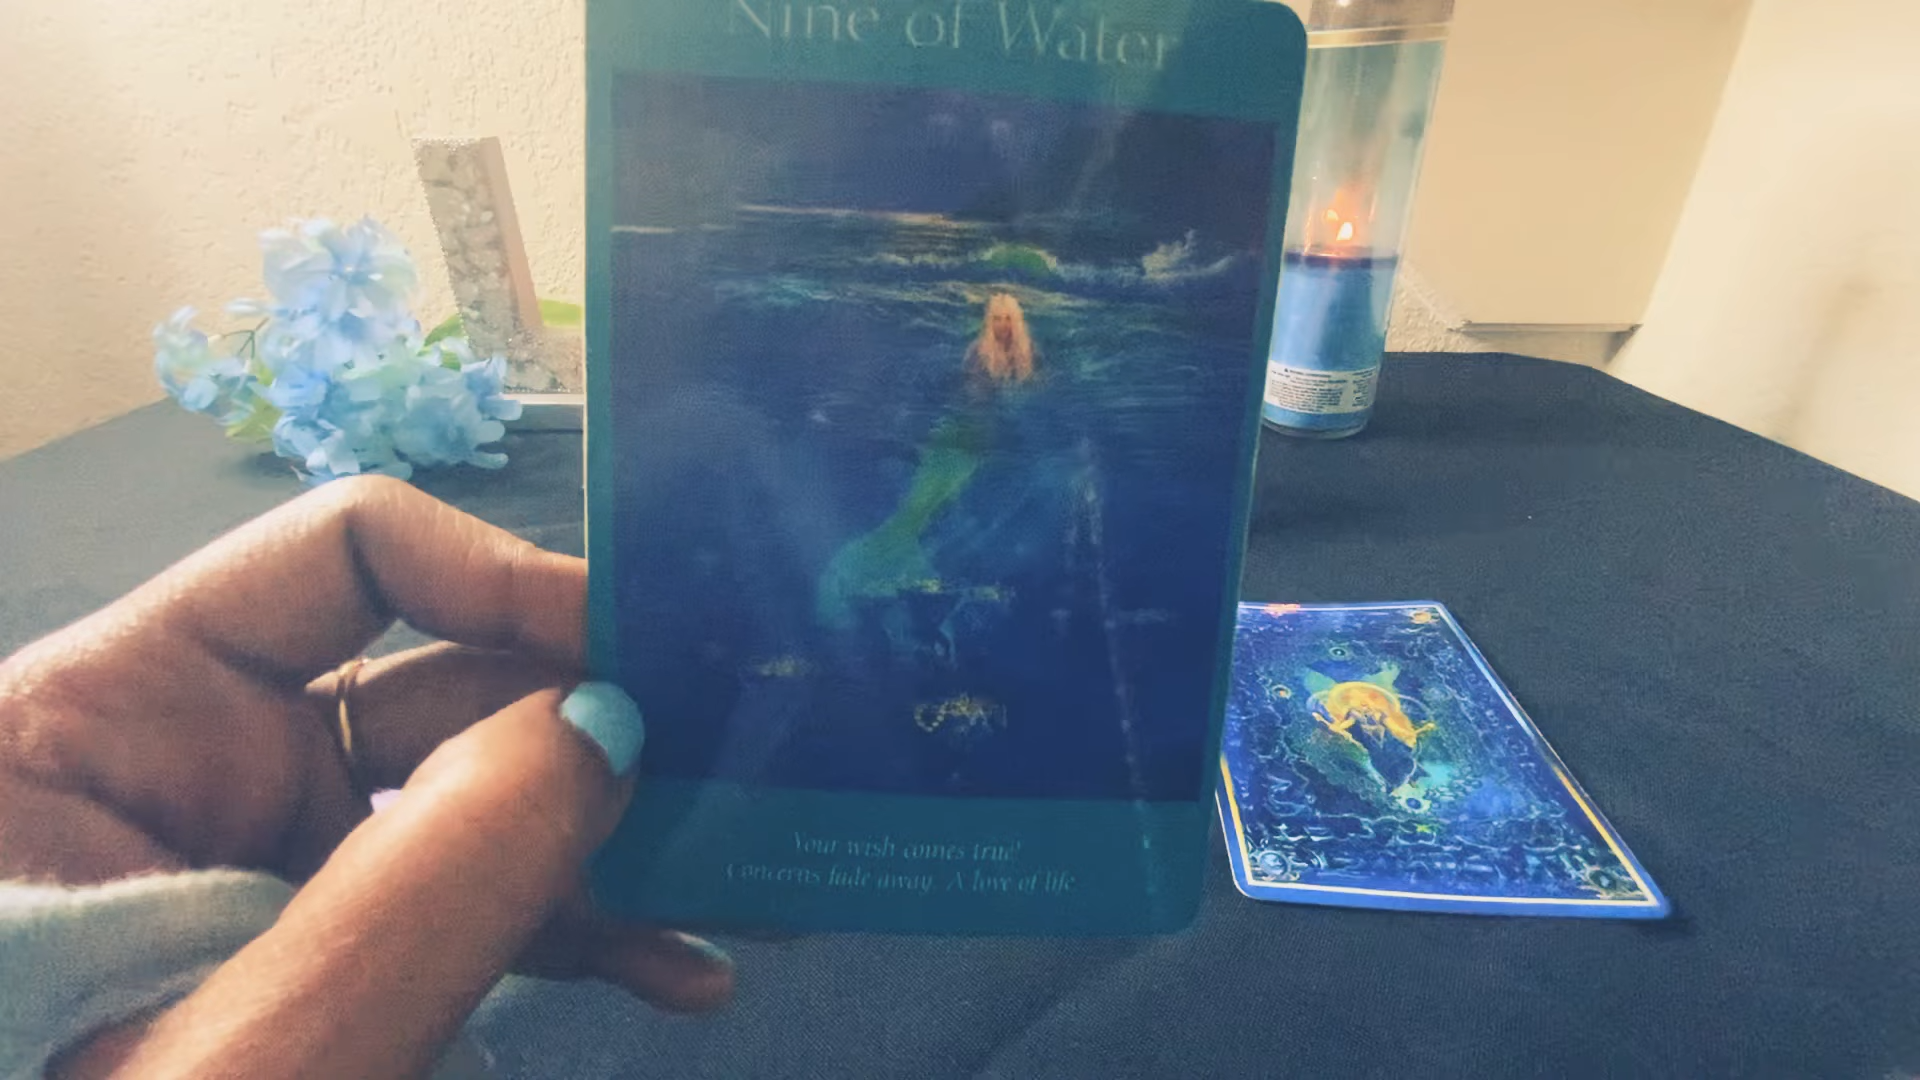 Nine of Water
Your wish comes true!
Concerns fade away. A love of life.